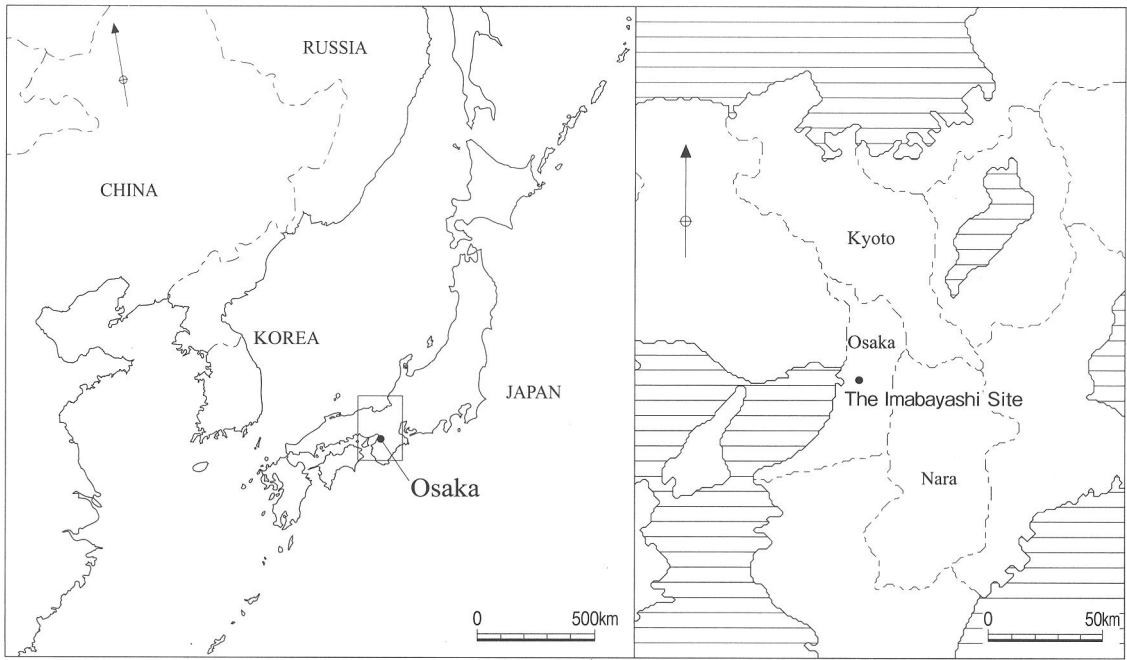 RUSSIA
CHINA
KOREA
JAPAN
Osaka
0 500km
Kyoto
Osaka
The Imabayashi Site
Nara
0 50km